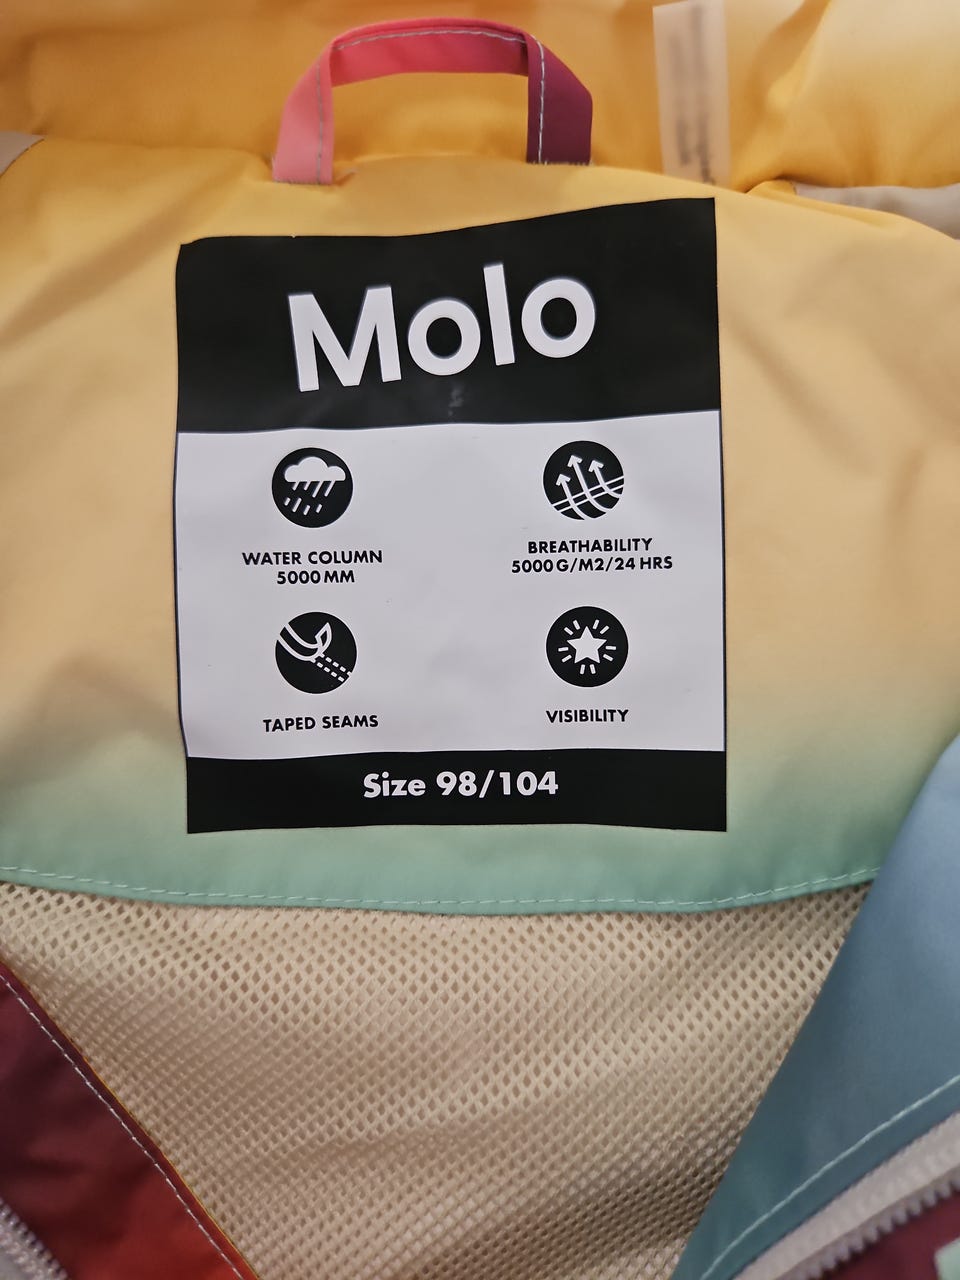 Molo
WATER COLUMN
5000 MM
BREATHABILITY
5000 G/M2/24 HRS
TAPED SEAMS
VISIBILITY
Size 98/104